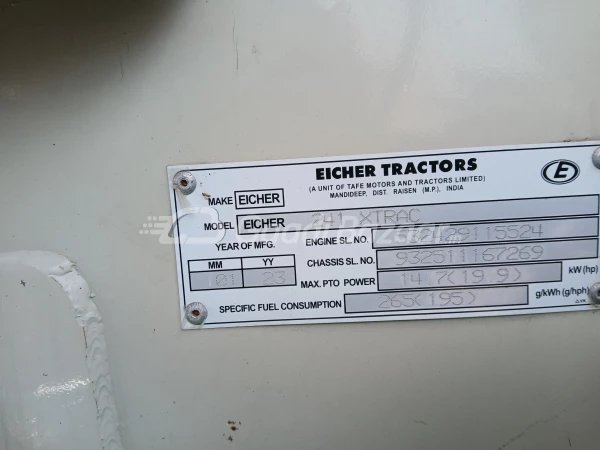 EICHER TRACTORS
(A UNIT OF TAFE MOTORS AND TRACTORS LIMITED)
MANDIDEEP, DIST. RAISEN (M.P.), INDIA
E
MAKE EICHER
MODEL EICHER XTRAC
YEAR OF MFG.
MM YY
01 23
ENGINE SL. NO.
CHASSIS SL. NO. 932511167269
MAX. PTO POWER 14.7(19.9) kW (hp)
SPECIFIC FUEL CONSUMPTION 265(195) g/kWh (g/hph)